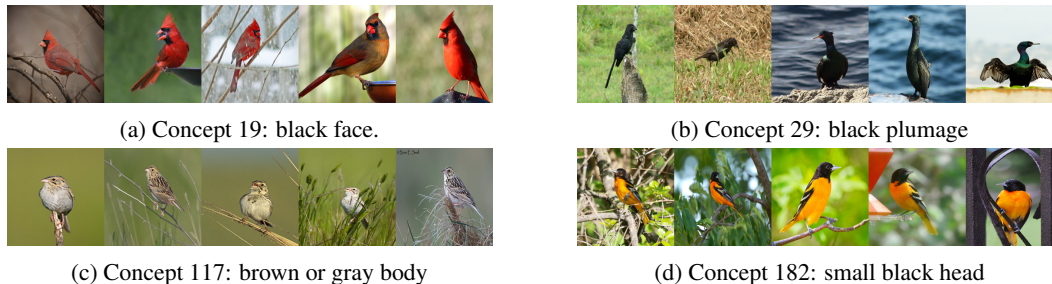 (a) Concept 19: black face.
(b) Concept 29: black plumage
(c) Concept 117: brown or gray body
(d) Concept 182: small black head